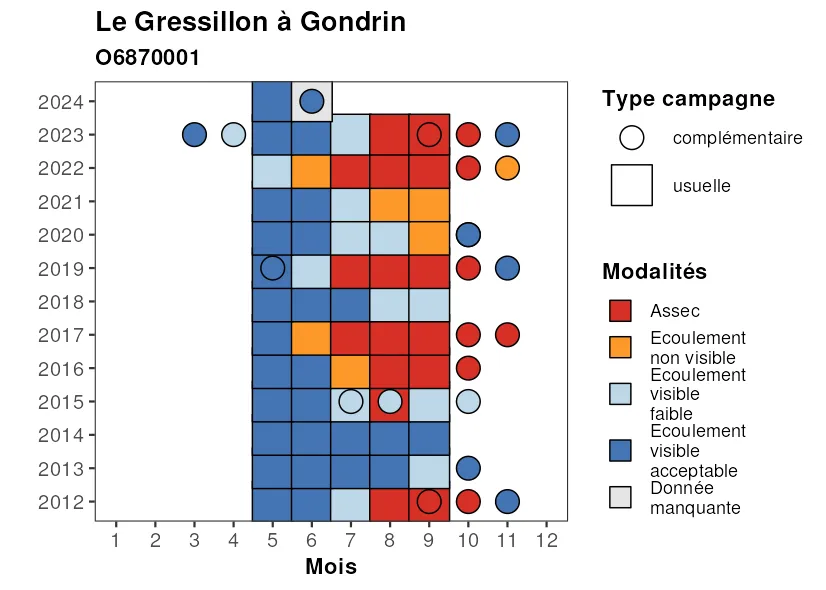 Le Gressillon à Gondrin
O6870001
2024
2023
2022
2021
2020
2019
2018
2017
2016
2015
2014
2013
2012
1 2 3 4 5 6 7 8 9 10 11 12
Mois
Type campagne
complémentaire
usuelle
Modalités
Assec
Ecoulement
non visible
Ecoulement
visible
faible
Ecoulement
visible
acceptable
Donnée
manquante